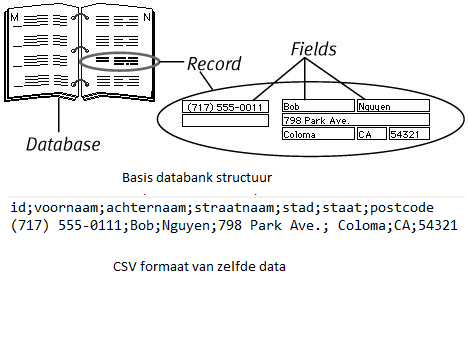 M N
Fields
Record
(717) 555-0011
Bob Nguyen
798 Park Ave.
Coloma CA 54321
Database
Basis databank structuur
id;voornaam;achternaam;straatnaam;stad;staat;postcode
(717) 555-0111;Bob;Nguyen;798 Park Ave.; Coloma;CA;54321
CSV formaat van zelfde data